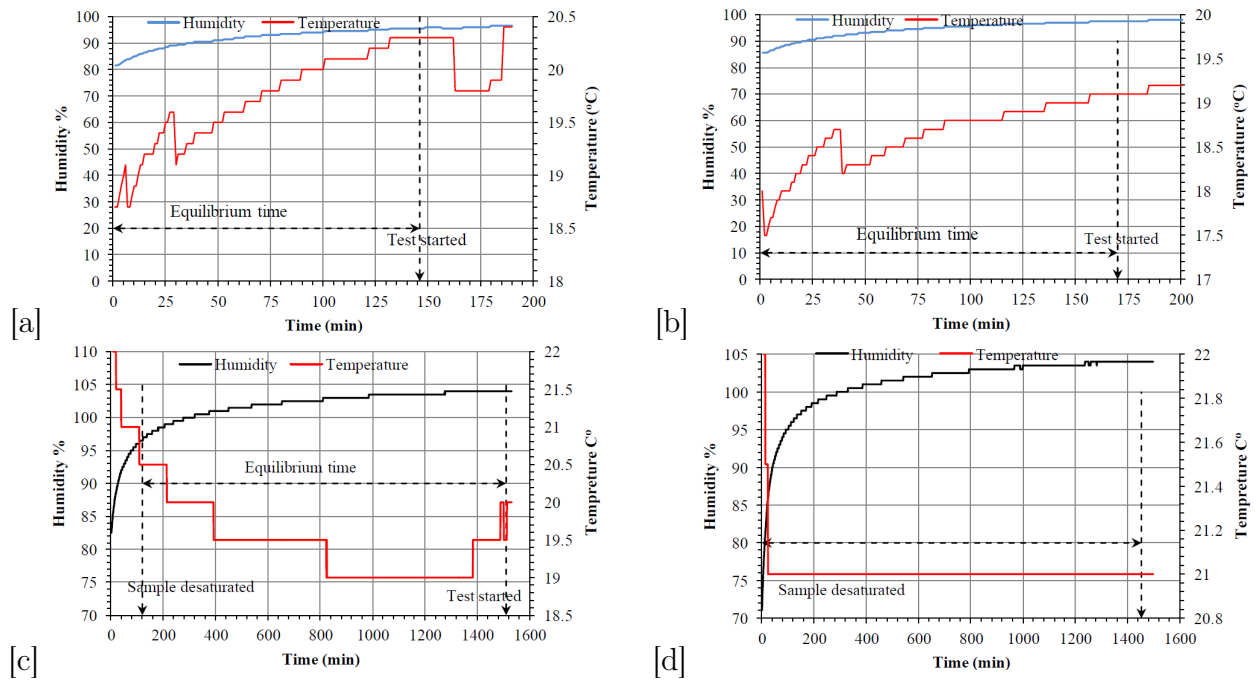 Humidity Temperature
100
90
80
70
60
50
40
30
20
10
0
Humidity %
20.5
20
19.5
19
18.5
18
Temperature (ºC)
Equilibrium time
Test started
0 25 50 75 100 125 150 175 200
Time (min)
[a]
Humidity Temperature
100
90
80
70
60
50
40
30
20
10
0
Humidity %
20
19.5
19
18.5
18
17.5
17
Temperature (ºC)
Equilibrium time
Test started
0 25 50 75 100 125 150 175 200
Time (min)
[b]
Humidity Temperature
110
105
100
95
90
85
80
75
70
Humidity %
22
21.5
21
20.5
20
19.5
19
18.5
Tempreture Cº
Equilibrium time
Sample desaturated
Test started
0 200 400 600 800 1000 1200 1400 1600
Time (min)
[c]
Humidity Temperature
105
100
95
90
85
80
75
70
Humidity %
22
21.8
21.6
21.4
21.2
21
20.8
Tempreture Cº
Sample desaturated
0 200 400 600 800 1000 1200 1400 1600
Time (min)
[d]